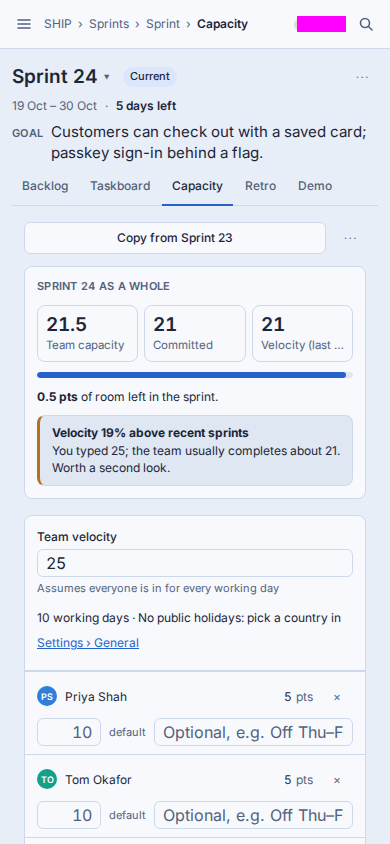 SHIP › Sprints › Sprint › Capacity
Sprint 24 ▾ Current ...
19 Oct – 30 Oct · 5 days left
GOAL Customers can check out with a saved card;
passkey sign-in behind a flag.
Backlog Taskboard Capacity Retro Demo
Copy from Sprint 23 ...
SPRINT 24 AS A WHOLE
21.5 21 21
Team capacity Committed Velocity (last ...
0.5 pts of room left in the sprint.
Velocity 19% above recent sprints
You typed 25; the team usually completes about 21.
Worth a second look.
Team velocity
25
Assumes everyone is in for every working day
10 working days · No public holidays: pick a country in
Settings › General
PS Priya Shah 5 pts ×
10 default Optional, e.g. Off Thu–F
TO Tom Okafor 5 pts ×
10 default Optional, e.g. Off Thu–F